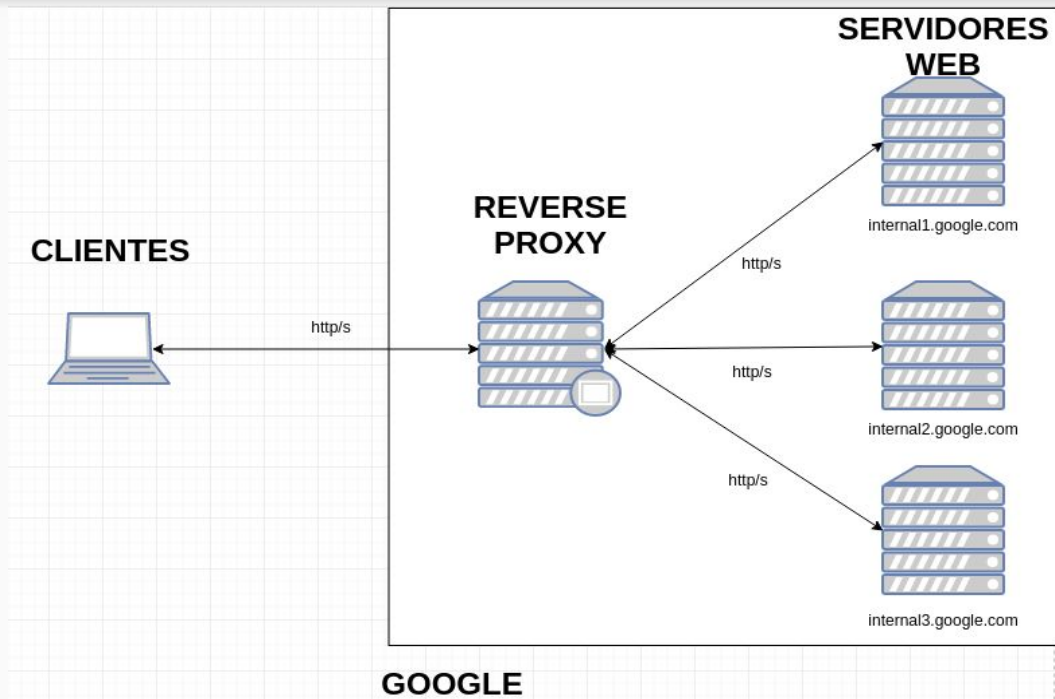 SERVIDORES
WEB
internal1.google.com
REVERSE
PROXY
CLIENTES
http/s
http/s
http/s
internal2.google.com
http/s
internal3.google.com
GOOGLE